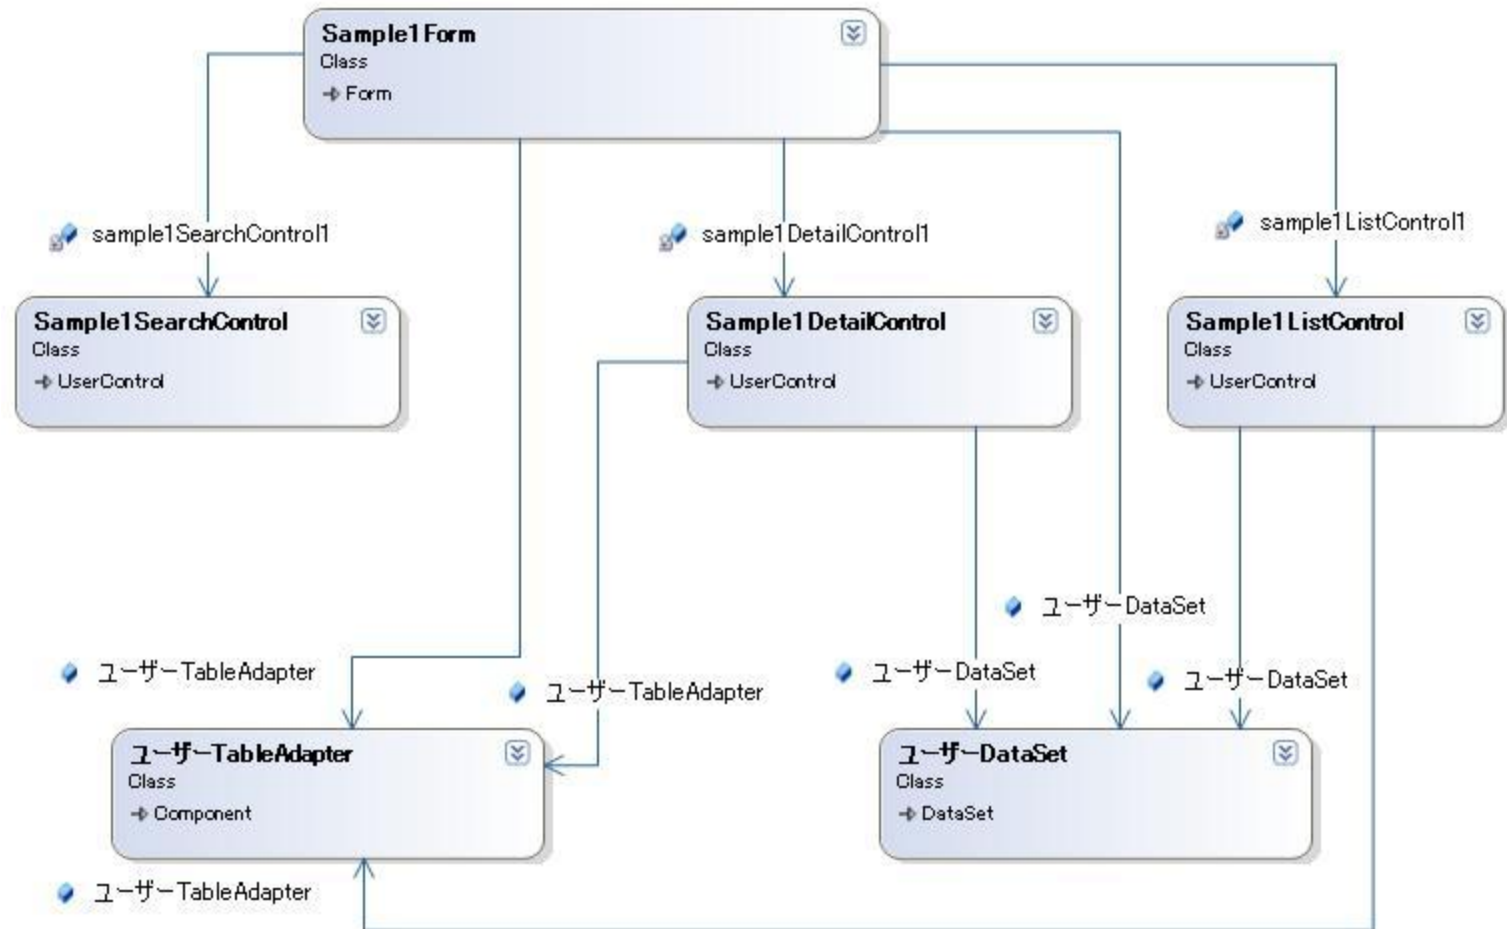 Sample1Form
Class
Form
sample1SearchControl1
sample1DetailControl1
sample1ListControl1
Sample1SearchControl
Class
UserControl
Sample1DetailControl
Class
UserControl
Sample1ListControl
Class
UserControl
ユーザーDataSet
ユーザーTableAdapter
ユーザーTableAdapter
ユーザーDataSet
ユーザーDataSet
ユーザーTableAdapter
Class
Component
ユーザーDataSet
Class
DataSet
ユーザーTableAdapter